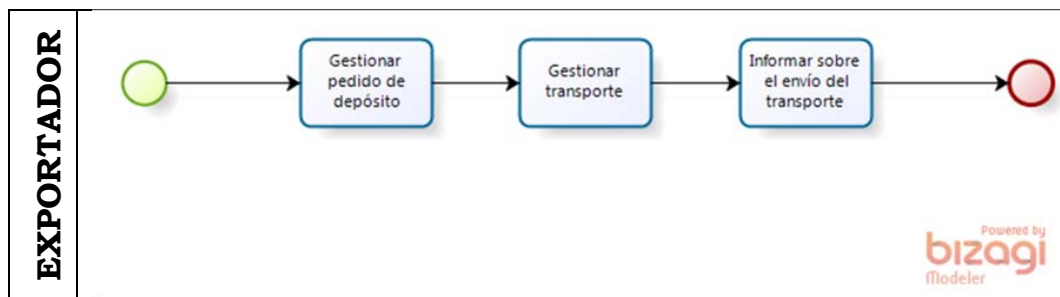 EXPORTADOR
Gestionar
pedido de
depósito
Gestionar
transporte
Informar sobre
el envío del
transporte
Powered by
bizagi
Modeler